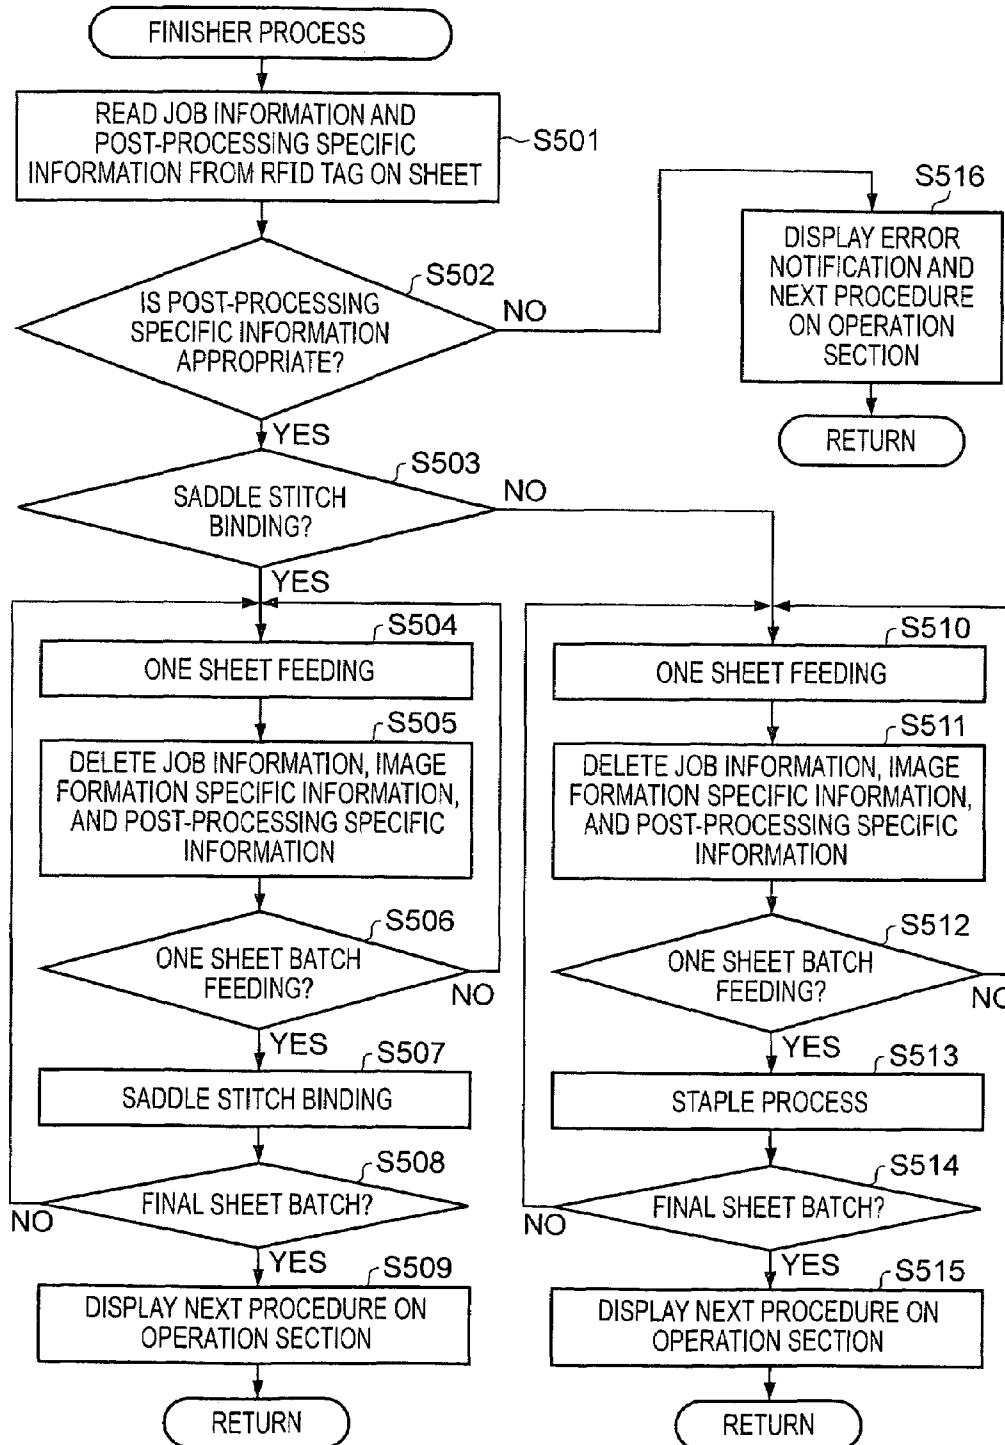 FINISHER PROCESS
READ JOB INFORMATION AND
POST-PROCESSING SPECIFIC
INFORMATION FROM RFID TAG ON SHEET
S501
S516
DISPLAY ERROR
NOTIFICATION AND
NEXT PROCEDURE
ON OPERATION
SECTION
RETURN
S502
IS POST-PROCESSING
SPECIFIC INFORMATION
APPROPRIATE?
NO
YES
S503
SADDLE STITCH
BINDING?
NO
YES
S504
ONE SHEET FEEDING
S505
DELETE JOB INFORMATION, IMAGE
FORMATION SPECIFIC INFORMATION,
AND POST-PROCESSING SPECIFIC
INFORMATION
S506
ONE SHEET BATCH
FEEDING?
NO
YES
S507
SADDLE STITCH BINDING
S508
FINAL SHEET BATCH?
NO
YES
S509
DISPLAY NEXT PROCEDURE ON
OPERATION SECTION
RETURN
S510
ONE SHEET FEEDING
S511
DELETE JOB INFORMATION, IMAGE
FORMATION SPECIFIC INFORMATION,
AND POST-PROCESSING SPECIFIC
INFORMATION
S512
ONE SHEET BATCH
FEEDING?
NO
YES
S513
STAPLE PROCESS
S514
FINAL SHEET BATCH?
NO
YES
S515
DISPLAY NEXT PROCEDURE ON
OPERATION SECTION
RETURN